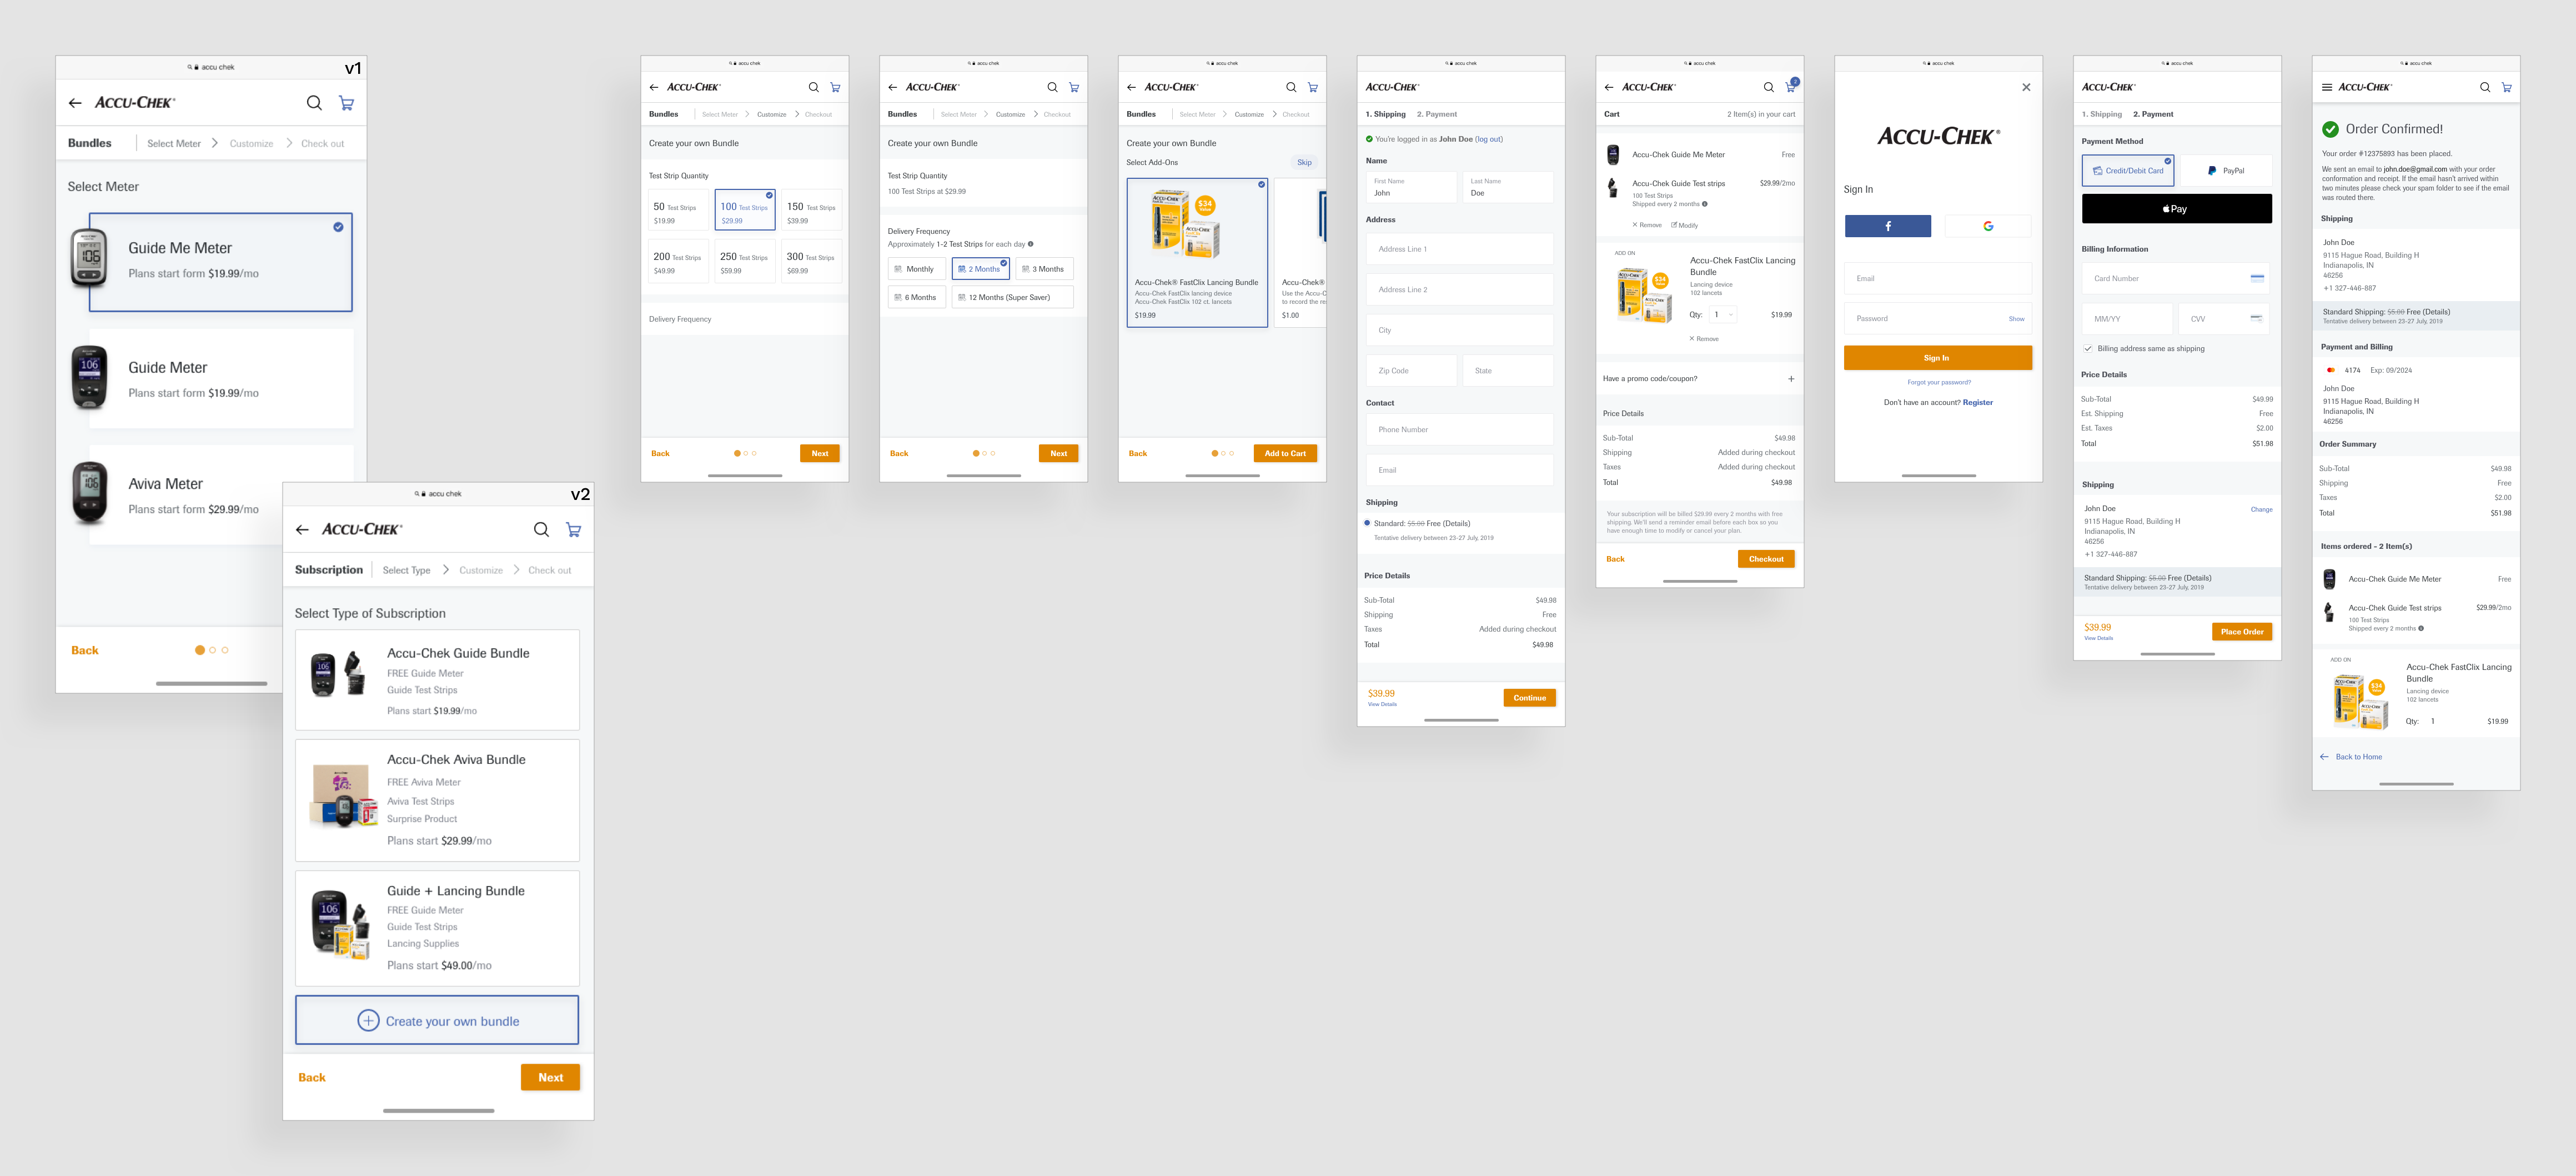 accu chek
v1
ACCU-CHEK®
Bundles Select Meter Customize Check out
Select Meter
Guide Me Meter
Plans start form $19.99/mo
Guide Meter
Plans start form $19.99/mo
Aviva Meter
Plans start form $29.99/mo
Back
accu chek
v2
ACCU-CHEK®
Subscription Select Type Customize Check out
Select Type of Subscription
Accu-Chek Guide Bundle
FREE Guide Meter
Guide Test Strips
Plans start $19.99/mo
Accu-Chek Aviva Bundle
FREE Aviva Meter
Aviva Test Strips
Surprise Product
Plans start $29.99/mo
Guide + Lancing Bundle
FREE Guide Meter
Guide Test Strips
Lancing Supplies
Plans start $49.00/mo
Create your own bundle
Back Next
accu chek
ACCU-CHEK®
Bundles Select Meter Customize Checkout
Create your own Bundle
Test Strip Quantity
50 Test Strips 100 Test Strips 150 Test Strips
$19.99 $29.99 $39.99
200 Test Strips 250 Test Strips 300 Test Strips
$49.99 $59.99 $69.99
Delivery Frequency
Back Next
accu chek
ACCU-CHEK®
Bundles Select Meter Customize Checkout
Create your own Bundle
Test Strip Quantity
100 Test Strips at $29.99
Delivery Frequency
Approximately 1-2 Test Strips for each day
Monthly 2 Months 3 Months
6 Months 12 Months (Super Saver)
Back Next
accu chek
ACCU-CHEK®
Bundles Select Meter Customize Checkout
Create your own Bundle
Select Add-Ons Skip
$34
Accu-Chek® FastClix Lancing Bundle Accu-Chek®
Accu-Chek FastClix lancing device Use the Accu-C
Accu-Chek FastClix 102 ct. lancets to record the re
$19.99 $1.00
Back Add to Cart
accu chek
ACCU-CHEK®
1. Shipping 2. Payment
You're logged in as John Doe (log out)
Name
First Name Last Name
John Doe
Address
Address Line 1
Address Line 2
City
Zip Code State
Contact
Phone Number
Email
Shipping
Standard: $5.00 Free (Details)
Tentative delivery between 23-27 July, 2019
Price Details
Sub-Total $49.98
Shipping Free
Taxes Added during checkout
Total $49.98
$39.99
View Details
Continue
accu chek
ACCU-CHEK®
2
Cart 2 Item(s) in your cart
Accu-Chek Guide Me Meter Free
Accu-Chek Guide Test strips $29.99/2mo
100 Test Strips
Shipped every 2 months
Remove Modify
ADD ON
Accu-Chek FastClix Lancing
Bundle
Lancing device
102 lancets
$34
Qty: 1 $19.99
Remove
Have a promo code/coupon? +
Price Details
Sub-Total $49.98
Shipping Added during checkout
Taxes Added during checkout
Total $49.98
Your subscription will be billed $29.99 every 2 months with free
shipping. We'll send a reminder email before each box so you
have enough time to modify or cancel your plan.
Back Checkout
accu chek
ACCU-CHEK®
Sign In
Email
Password Show
Sign In
Forgot your password?
Don't have an account? Register
accu chek
ACCU-CHEK®
1. Shipping 2. Payment
Payment Method
Credit/Debit Card PayPal
Pay
Billing Information
Card Number
MM/YY CVV
Billing address same as shipping
Price Details
Sub-Total $49.99
Est. Shipping Free
Est. Taxes $2.00
Total $51.98
Shipping
John Doe Change
9115 Hague Road, Building H
Indianapolis, IN
46256
+1 327-446-887
Standard Shipping: $5.00 Free (Details)
Tentative delivery between 23-27 July, 2019
$39.99
View Details
Place Order
accu chek
ACCU-CHEK®
Order Confirmed!
Your order #12375893 has been placed.
We sent an email to john.doe@gmail.com with your order
conformation and receipt. If the email hasn't arrived within
two minutes please check your spam folder to see if the email
was routed there.
Shipping
John Doe
9115 Hague Road, Building H
Indianapolis, IN
46256
+1 327-446-887
Standard Shipping: $5.00 Free (Details)
Tentative delivery between 23-27 July, 2019
Payment and Billing
4174 Exp: 09/2024
John Doe
9115 Hague Road, Building H
Indianapolis, IN
46256
Order Summary
Sub-Total $49.98
Shipping Free
Taxes $2.00
Total $51.98
Items ordered - 2 Item(s)
Accu-Chek Guide Me Meter Free
Accu-Chek Guide Test strips $29.99/2mo
100 Test Strips
Shipped every 2 months
ADD ON
Accu-Chek FastClix Lancing
Bundle
Lancing device
102 lancets
$34
Qty: 1 $19.99
Back to Home